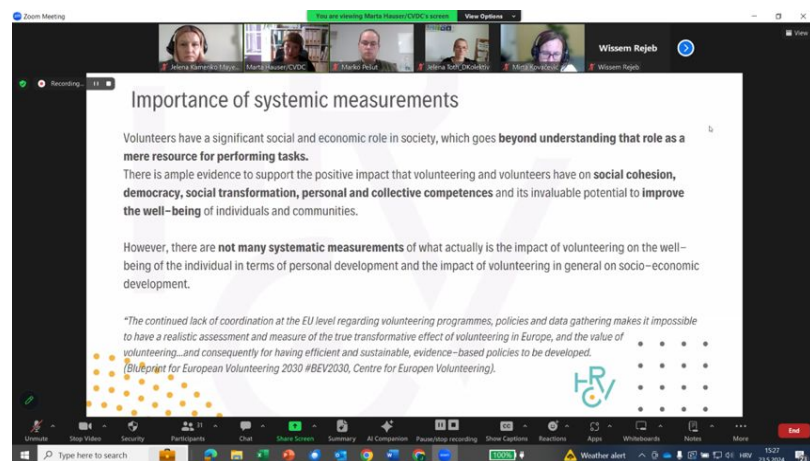 Zoom Meeting
You are viewing Marta Hauser/CVDC's screen View Options
View
Jelena Kamenko Maye...
Marta Hauser/CVDC
Marko Pešut
Jelena Toth_DKolektiv
Mirta Kovačević
Wissem Rejeb
Wissem Rejeb
Recording...
Importance of systemic measurements
Volunteers have a significant social and economic role in society, which goes beyond understanding that role as a
mere resource for performing tasks.
There is ample evidence to support the positive impact that volunteering and volunteers have on social cohesion,
democracy, social transformation, personal and collective competences and its invaluable potential to improve
the well-being of individuals and communities.
However, there are not many systematic measurements of what actually is the impact of volunteering on the well-
being of the individual in terms of personal development and the impact of volunteering in general on socio-economic
development.
"The continued lack of coordination at the EU level regarding volunteering programmes, policies and data gathering makes it impossible
to have a realistic assessment and measure of the true transformative effect of volunteering in Europe, and the value of
volunteering...and consequently for having efficient and sustainable, evidence-based policies to be developed.
(Blueprint for European Volunteering 2030 #BEV2030, Centre for Europen Volunteering).
HRCV
Unmute Stop Video Security Participants 31 Chat Share Screen Summary AI Companion Pause/stop recording Show Captions Reactions Apps Whiteboards Notes More End
Type here to search 100% Weather alert HRV 15:27
23.5.2024